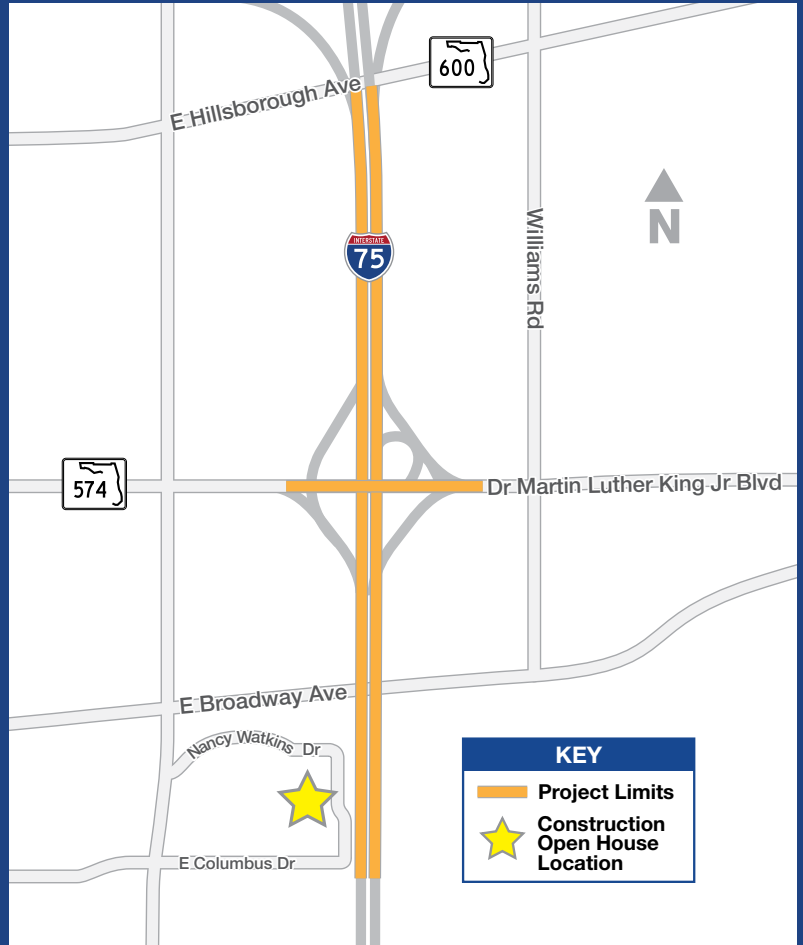 600
E Hillsborough Ave
N
Williams Rd
INTERSTATE
75
574
Dr Martin Luther King Jr Blvd
E Broadway Ave
Nancy Watkins Dr
E Columbus Dr
KEY
Project Limits
Construction
Open House
Location